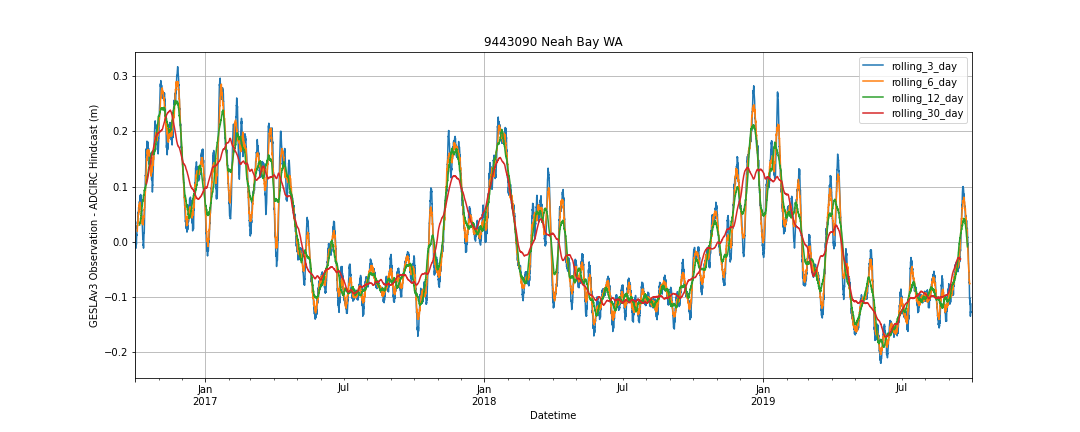 9443090 Neah Bay WA
GESLAv3 Observation - ADCIRC Hindcast (m)
0.3
0.2
0.1
0.0
−0.1
−0.2
rolling_3_day
rolling_6_day
rolling_12_day
rolling_30_day
Jan Jul Jan Jul Jan Jul
2017 2018 2019
Datetime